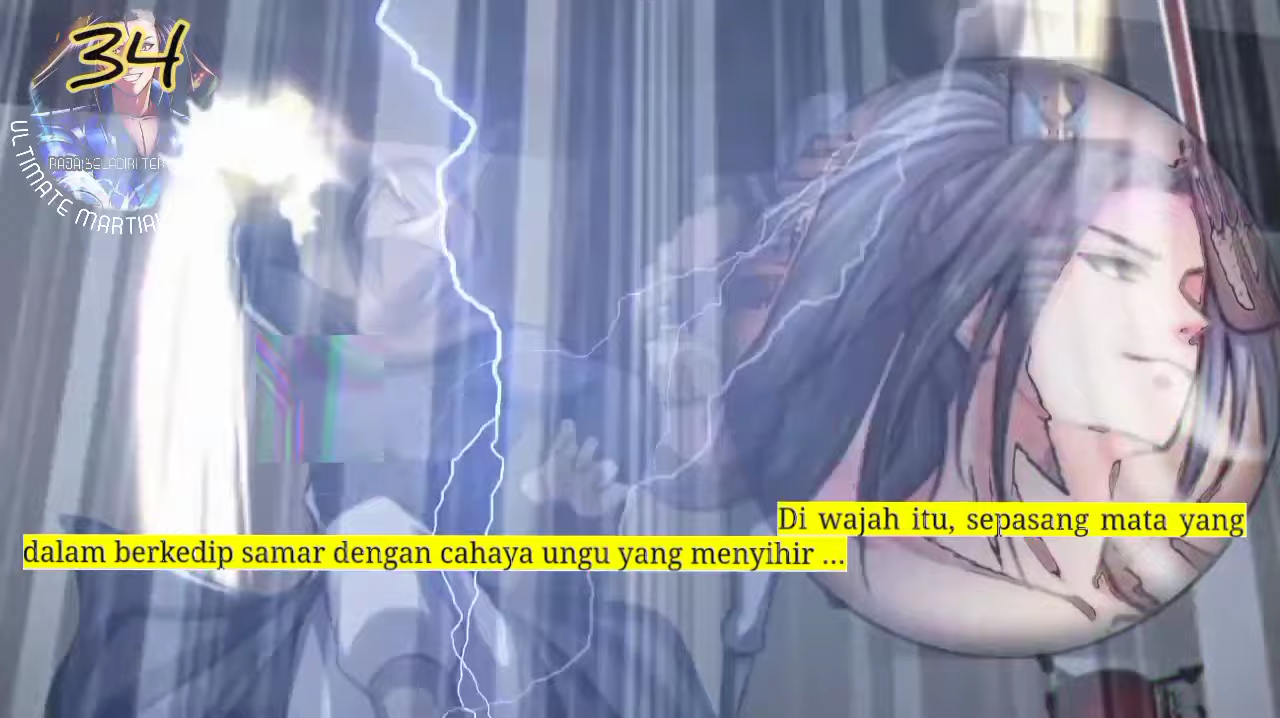 34
ULTIMATE MARTIAL
Di wajah itu, sepasang mata yang
dalam berkedip samar dengan cahaya ungu yang menyihir ...